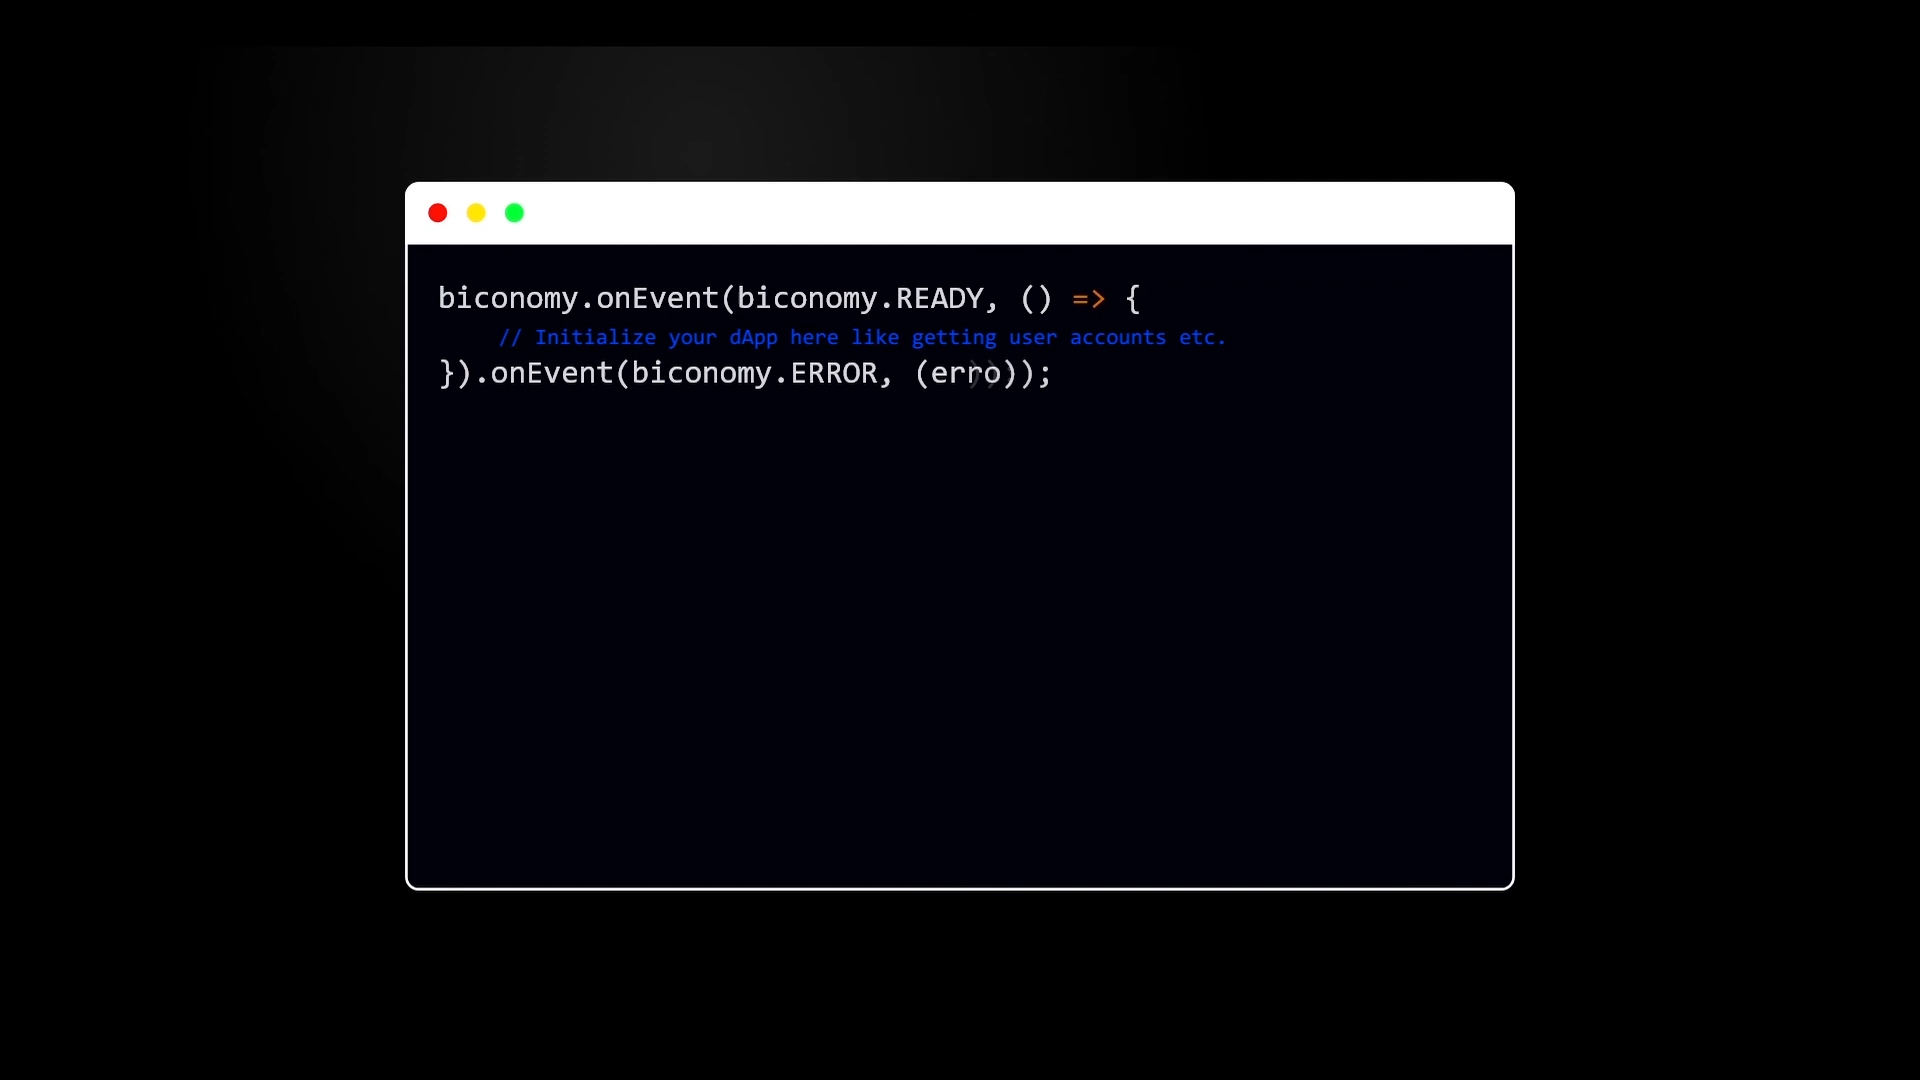 biconomy.onEvent(biconomy.READY, () => {
// Initialize your dApp here like getting user accounts etc.
}).onEvent(biconomy.ERROR, (erro));